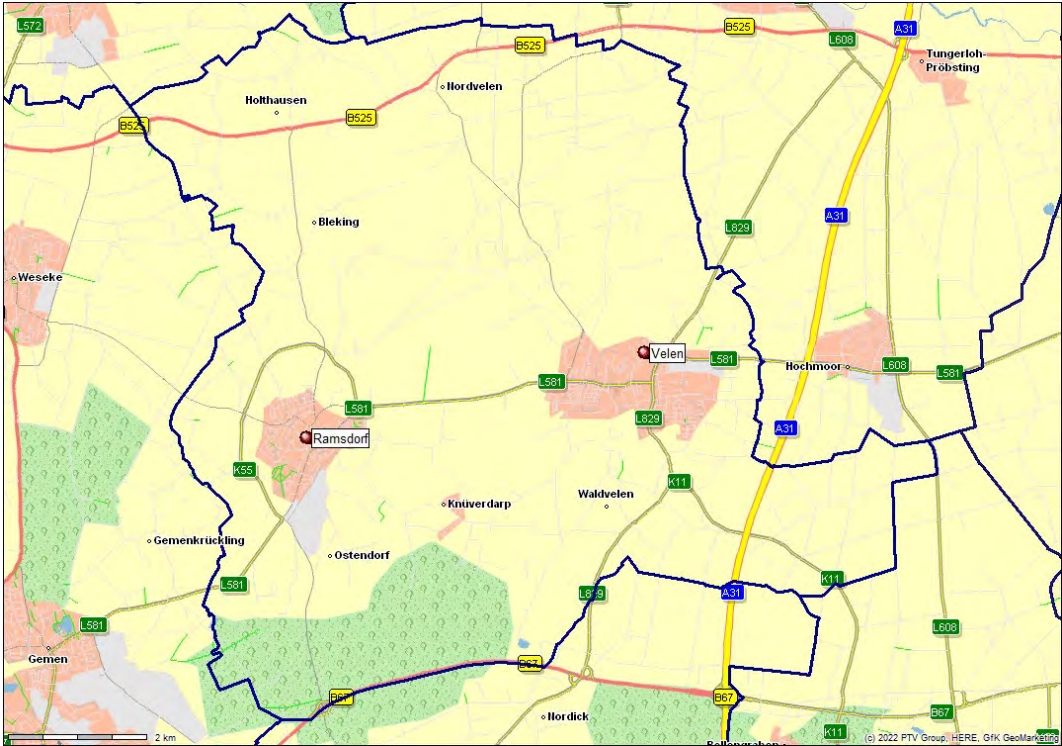 L572
B525
A31
L608
Tungerloh-
Pröbsting
B525
Nordvelen
Holthausen
B525
B525
Bleking
A31
L829
Weseke
Velen
L581
Hochmoor
L608
L581
L581
L581
L829
A31
Ramsdorf
K55
K11
Waldvelen
Knüverdarp
Gemenkrückling
Ostendorf
L581
K11
L829
A31
L581
L608
Gemen
B67
B67
B67
B67
Nordick
K11
2 km
(c) 2022 PTV Group, HERE, GfK GeoMarketing